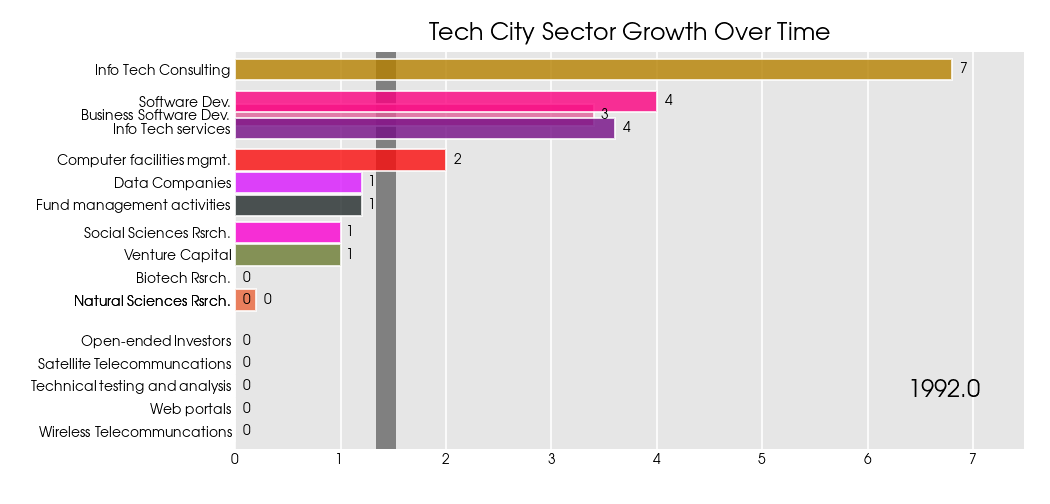 Tech City Sector Growth Over Time
Info Tech Consulting 7
Software Dev. 4
Business Software Dev. 3
Info Tech services 4
Computer facilities mgmt. 2
Data Companies 1
Fund management activities 1
Social Sciences Rsrch. 1
Venture Capital 1
Biotech Rsrch. 0
Natural Sciences Rsrch. 0 0
Open-ended Investors 0
Satellite Telecommuncations 0
Technical testing and analysis 0
1992.0
Web portals 0
Wireless Telecommuncations 0
0 1 2 3 4 5 6 7